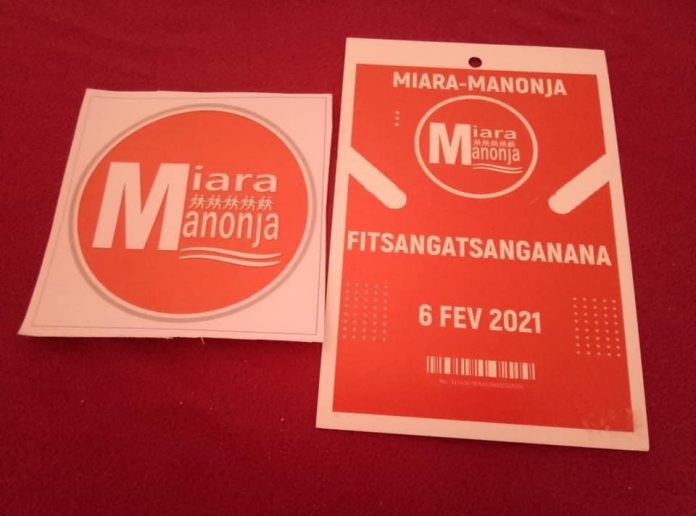 Miara
Manonja
MIARA-MANONJA
Miara
Manonja
FITSANGATSANGANANA
6 FEV 2021